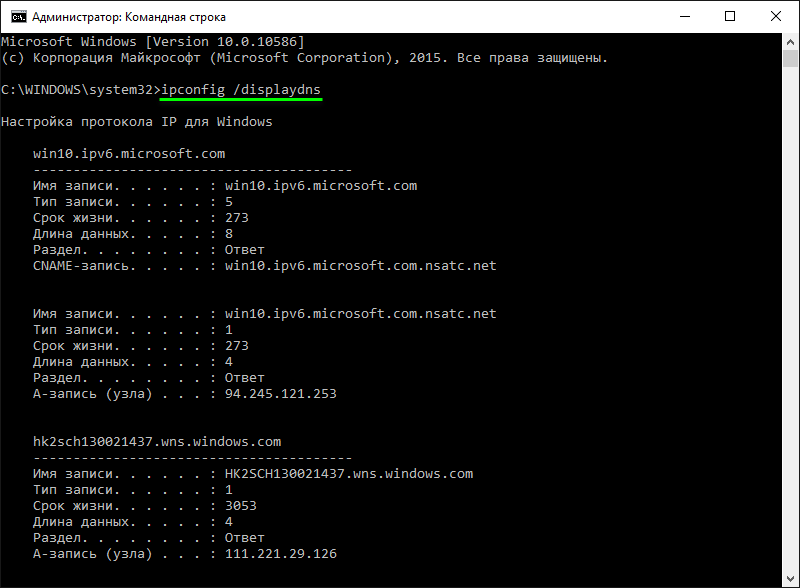 Администратор: Командная строка
Microsoft Windows [Version 10.0.10586]
(c) Корпорация Майкрософт (Microsoft Corporation), 2015. Все права защищены.
C:\WINDOWS\system32>ipconfig /displaydns
Настройка протокола IP для Windows
win10.ipv6.microsoft.com
----------------------------------------
Имя записи. . . . . . : win10.ipv6.microsoft.com
Тип записи. . . . . . : 5
Срок жизни. . . . . . : 273
Длина данных. . . . . : 8
Раздел. . . . . . . . : Ответ
CNAME-запись. . . . . : win10.ipv6.microsoft.com.nsatc.net
Имя записи. . . . . . : win10.ipv6.microsoft.com.nsatc.net
Тип записи. . . . . . : 1
Срок жизни. . . . . . : 273
Длина данных. . . . . : 4
Раздел. . . . . . . . : Ответ
А-запись (узла) . . . : 94.245.121.253
hk2sch130021437.wns.windows.com
----------------------------------------
Имя записи. . . . . . : HK2SCH130021437.wns.windows.com
Тип записи. . . . . . : 1
Срок жизни. . . . . . : 3053
Длина данных. . . . . : 4
Раздел. . . . . . . . : Ответ
А-запись (узла) . . . : 111.221.29.126